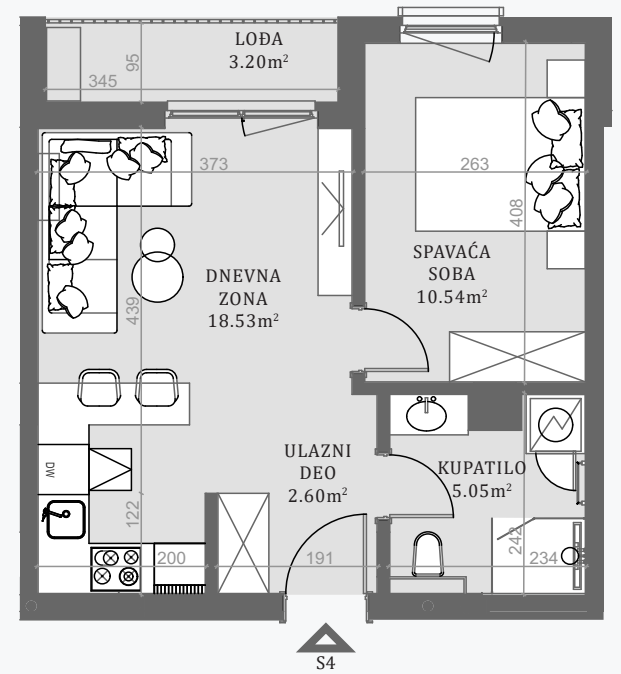 LOĐA
3.20m²
95
345
373
263
408
SPAVAĆA
SOBA
10.54m²
DNEVNA
ZONA
18.53m²
439
ULAZNI
DEO
2.60m²
KUPATILO
5.05m²
DW
122
242
200
191
234
S4